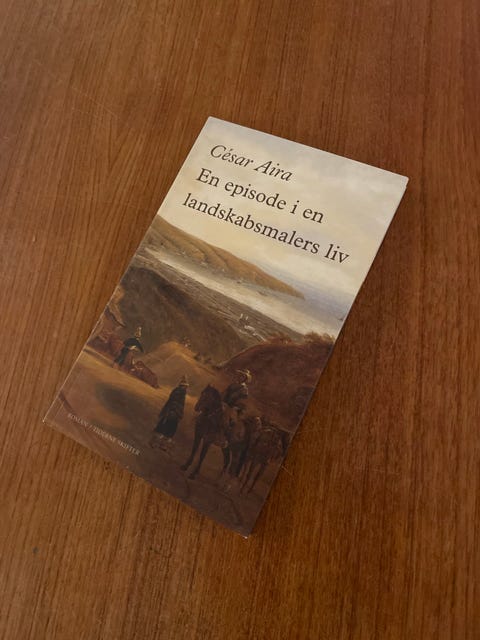 César Aira
En episode i en
landskabsmalers liv
ROMAN / TIDERNE SKIFTER